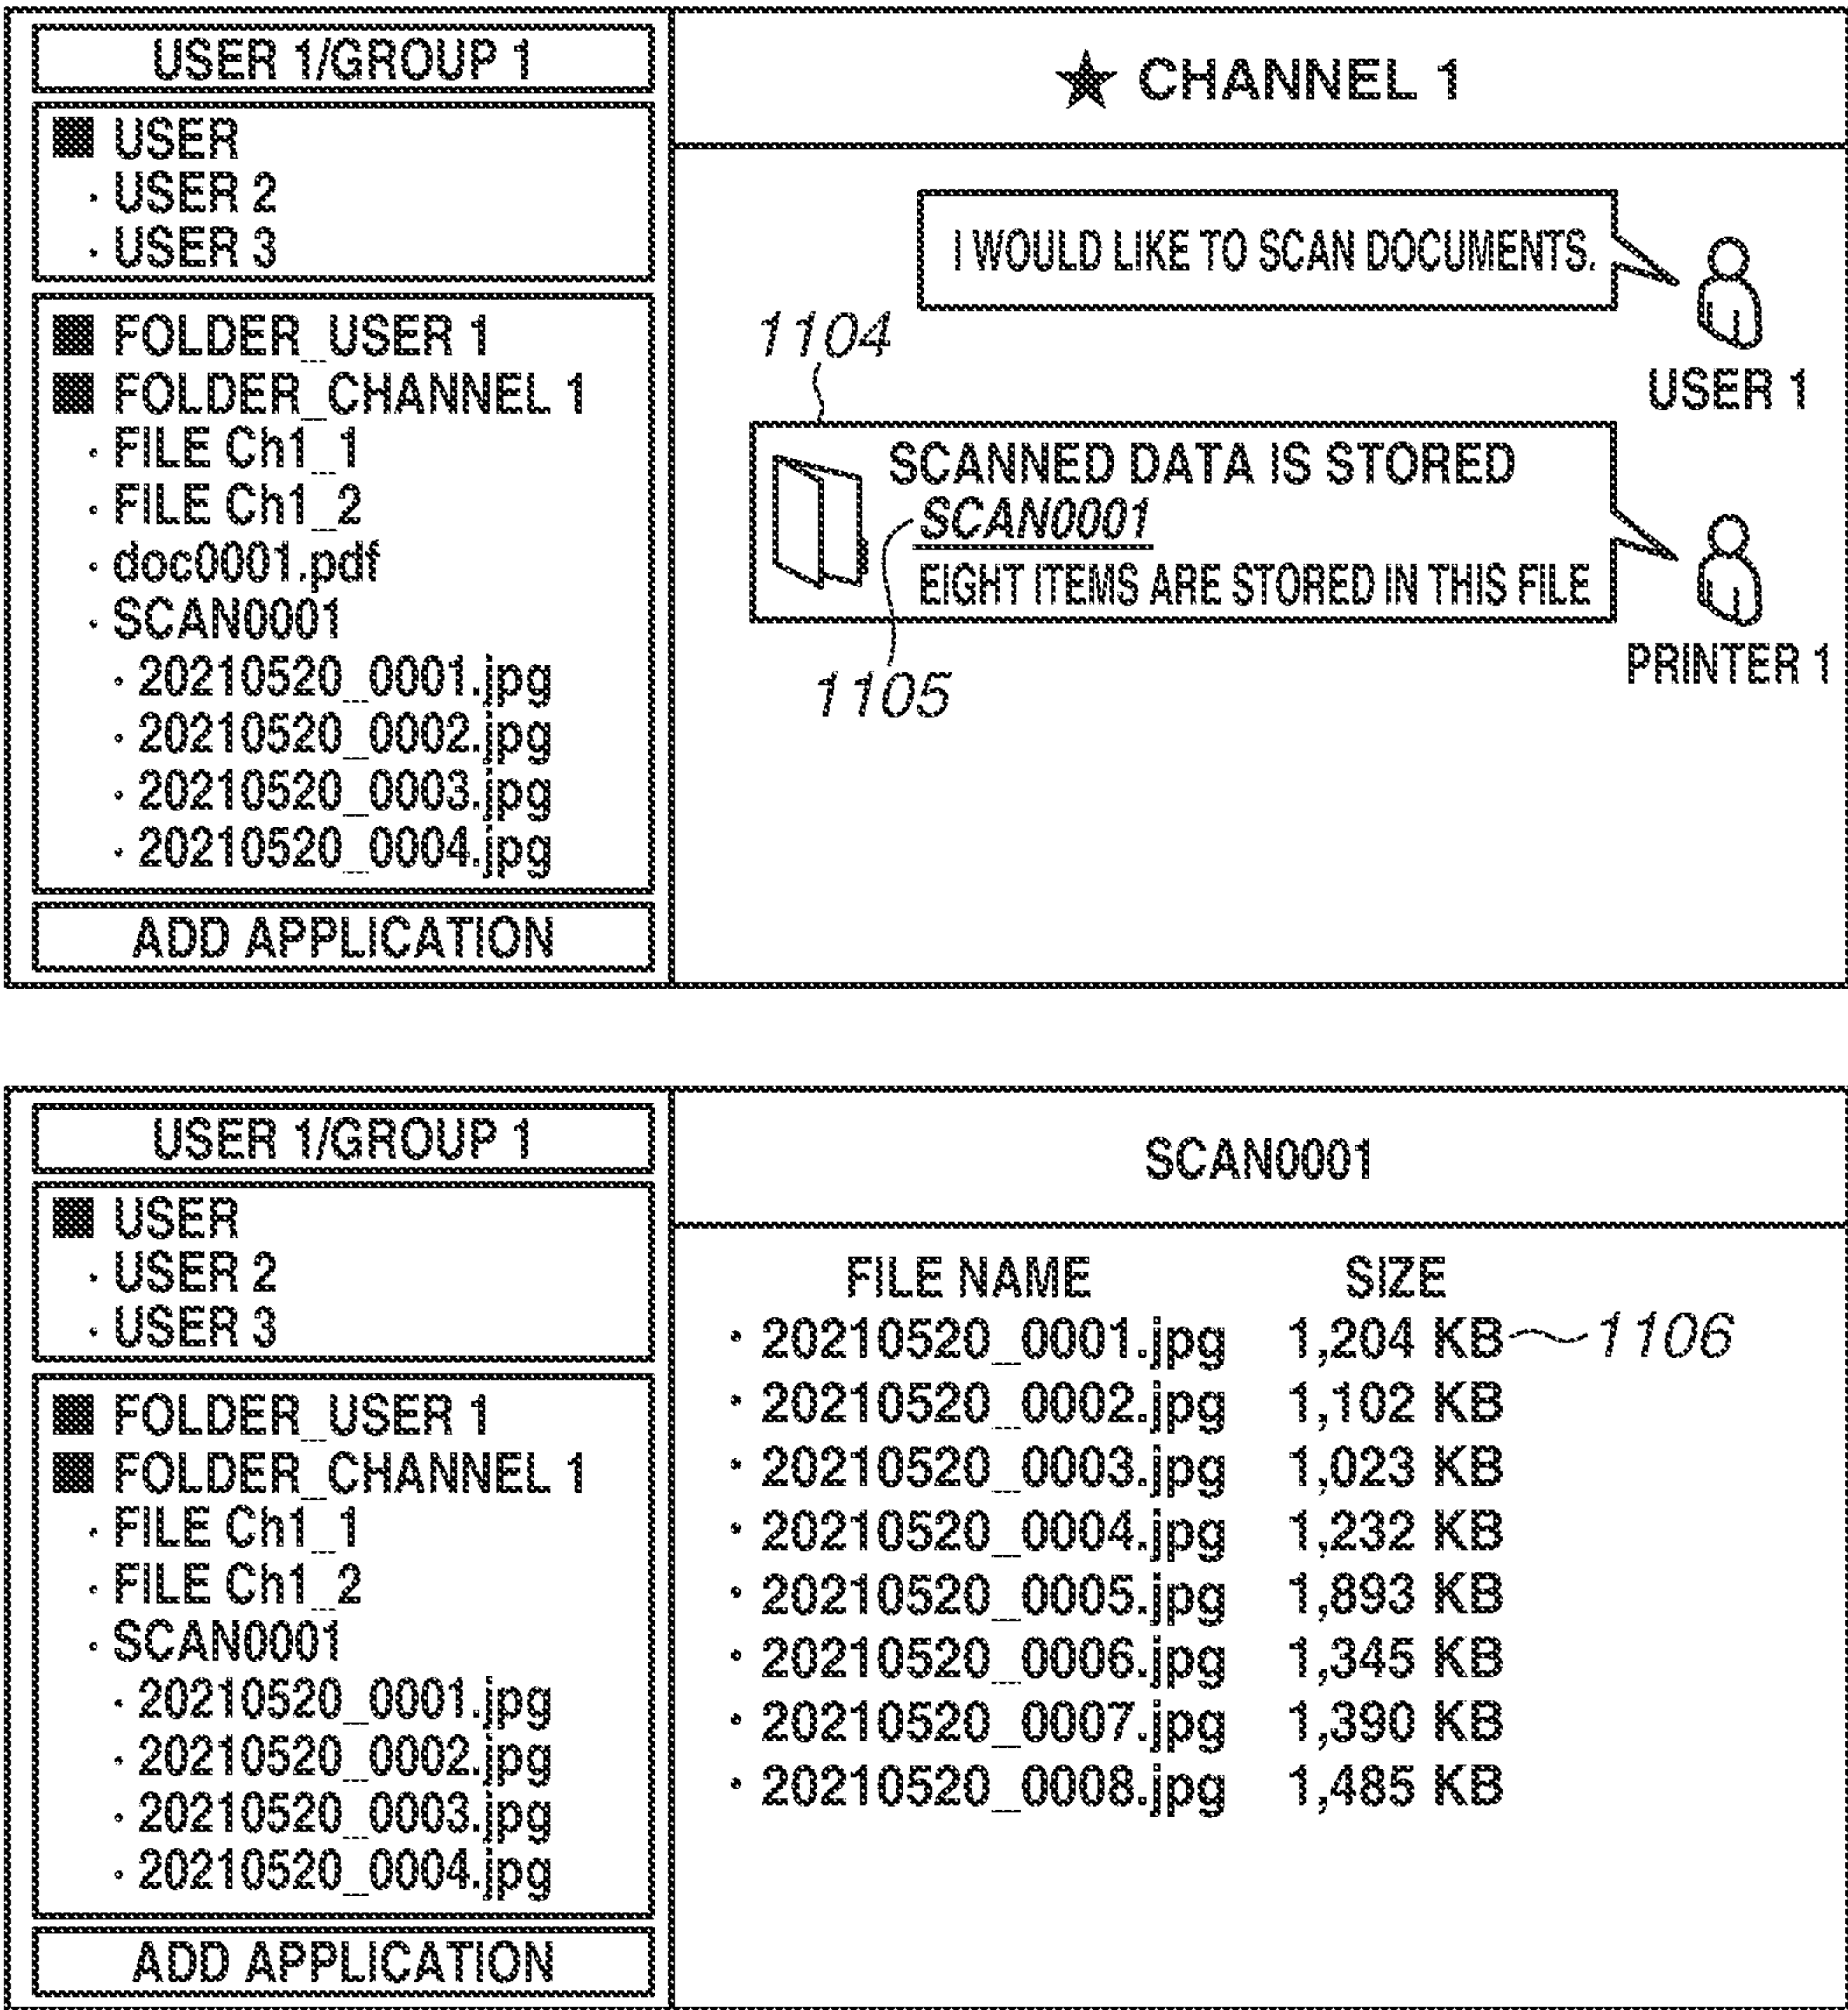 USER 1/GROUP 1
■ USER
· USER 2
· USER 3
■ FOLDER_USER 1
■ FOLDER_CHANNEL 1
· FILE Ch1_1
· FILE Ch1_2
· doc0001.pdf
· SCAN0001
· 20210520_0001.jpg
· 20210520_0002.jpg
· 20210520_0003.jpg
· 20210520_0004.jpg
ADD APPLICATION
★ CHANNEL 1
I WOULD LIKE TO SCAN DOCUMENTS.
USER 1
1104
SCANNED DATA IS STORED
SCAN0001
EIGHT ITEMS ARE STORED IN THIS FILE
PRINTER 1
1105
USER 1/GROUP 1
■ USER
· USER 2
· USER 3
■ FOLDER_USER 1
■ FOLDER_CHANNEL 1
· FILE Ch1_1
· FILE Ch1_2
· SCAN0001
· 20210520_0001.jpg
· 20210520_0002.jpg
· 20210520_0003.jpg
· 20210520_0004.jpg
ADD APPLICATION
SCAN0001
FILE NAME SIZE
· 20210520_0001.jpg 1,204 KB 1106
· 20210520_0002.jpg 1,102 KB
· 20210520_0003.jpg 1,023 KB
· 20210520_0004.jpg 1,232 KB
· 20210520_0005.jpg 1,893 KB
· 20210520_0006.jpg 1,345 KB
· 20210520_0007.jpg 1,390 KB
· 20210520_0008.jpg 1,485 KB